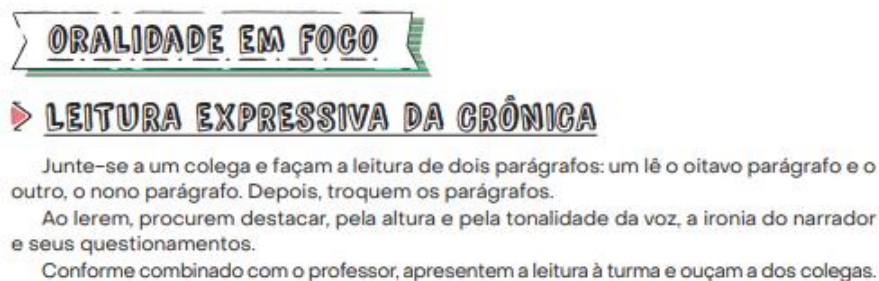 ORALIDADE EM FOCO
LEITURA EXPRESSIVA DA CRÔNICA
Junte-se a um colega e façam a leitura de dois parágrafos: um lê o oitavo parágrafo e o
outro, o nono parágrafo. Depois, troquem os parágrafos.
Ao lerem, procurem destacar, pela altura e pela tonalidade da voz, a ironia do narrador
e seus questionamentos.
Conforme combinado com o professor, apresentem a leitura à turma e ouçam a dos colegas.